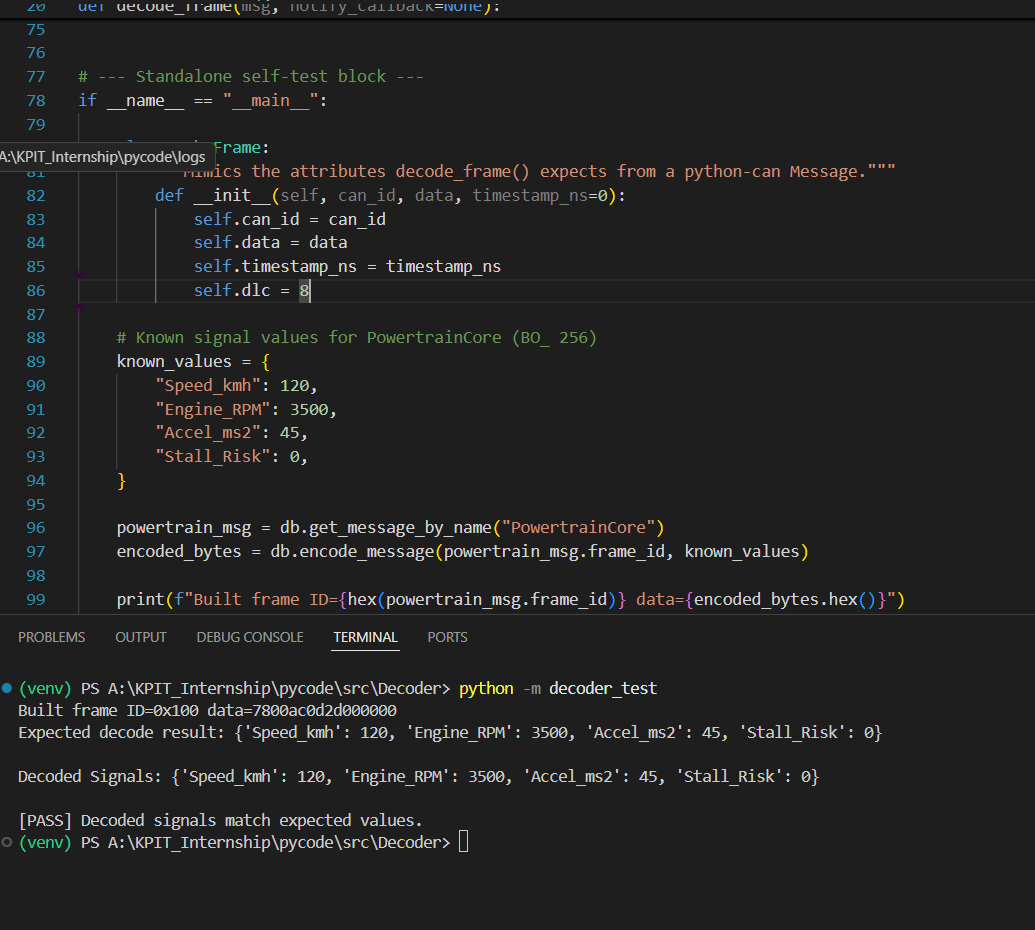 20 def decode_frame(msg, notify_callback=None):
75
76
77 # --- Standalone self-test block ---
78 if __name__ == "__main__":
79
Frame:
A:\KPIT_Internship\pycode\logs
81 Mimics the attributes decode_frame() expects from a python-can Message."""
82 def __init__(self, can_id, data, timestamp_ns=0):
83 self.can_id = can_id
84 self.data = data
85 self.timestamp_ns = timestamp_ns
86 self.dlc = 8
87
88 # Known signal values for PowertrainCore (BO_ 256)
89 known_values = {
90 "Speed_kmh": 120,
91 "Engine_RPM": 3500,
92 "Accel_ms2": 45,
93 "Stall_Risk": 0,
94 }
95
96 powertrain_msg = db.get_message_by_name("PowertrainCore")
97 encoded_bytes = db.encode_message(powertrain_msg.frame_id, known_values)
98
99 print(f"Built frame ID={hex(powertrain_msg.frame_id)} data={encoded_bytes.hex()}")
PROBLEMS OUTPUT DEBUG CONSOLE TERMINAL PORTS
(venv) PS A:\KPIT_Internship\pycode\src\Decoder> python -m decoder_test
Built frame ID=0x100 data=7800ac0d2d000000
Expected decode result: {'Speed_kmh': 120, 'Engine_RPM': 3500, 'Accel_ms2': 45, 'Stall_Risk': 0}
Decoded Signals: {'Speed_kmh': 120, 'Engine_RPM': 3500, 'Accel_ms2': 45, 'Stall_Risk': 0}
[PASS] Decoded signals match expected values.
(venv) PS A:\KPIT_Internship\pycode\src\Decoder>